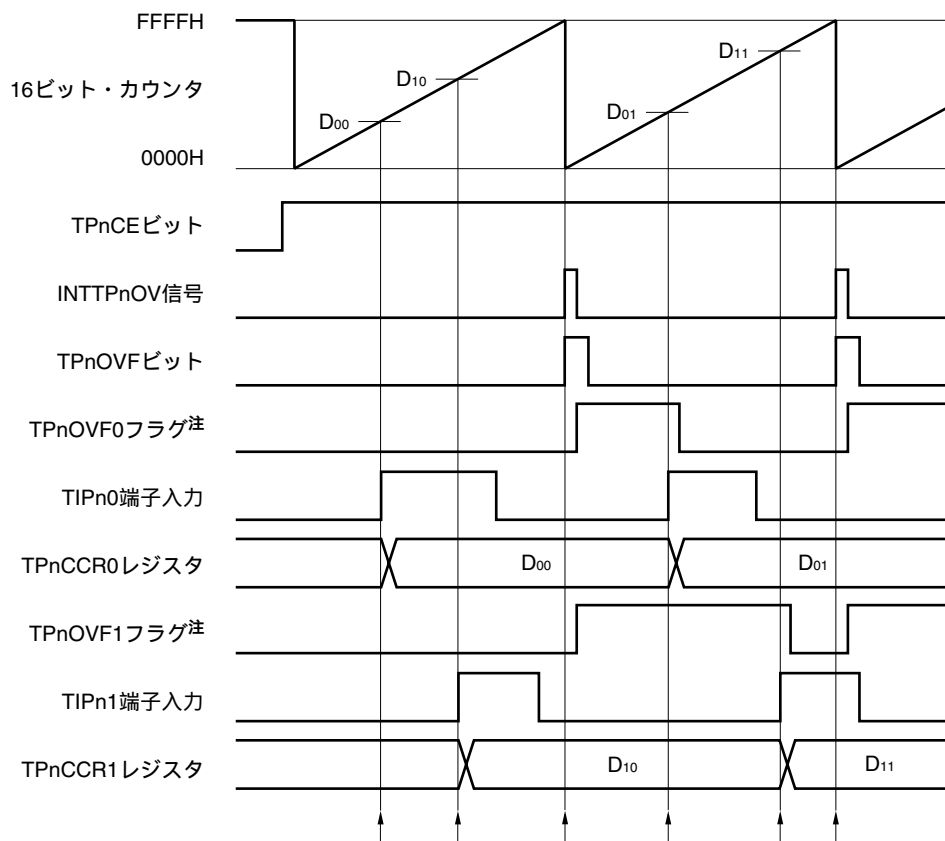 FFFFH
D11
D10
16ビット・カウンタ
D00
D01
0000H
TPnCEビット
INTTPnOV信号
TPnOVFビット
TPnOVF0フラグ注
TIPn0端子入力
TPnCCR0レジスタ
D00
D01
TPnOVF1フラグ注
TIPn1端子入力
TPnCCR1レジスタ
D10
D11